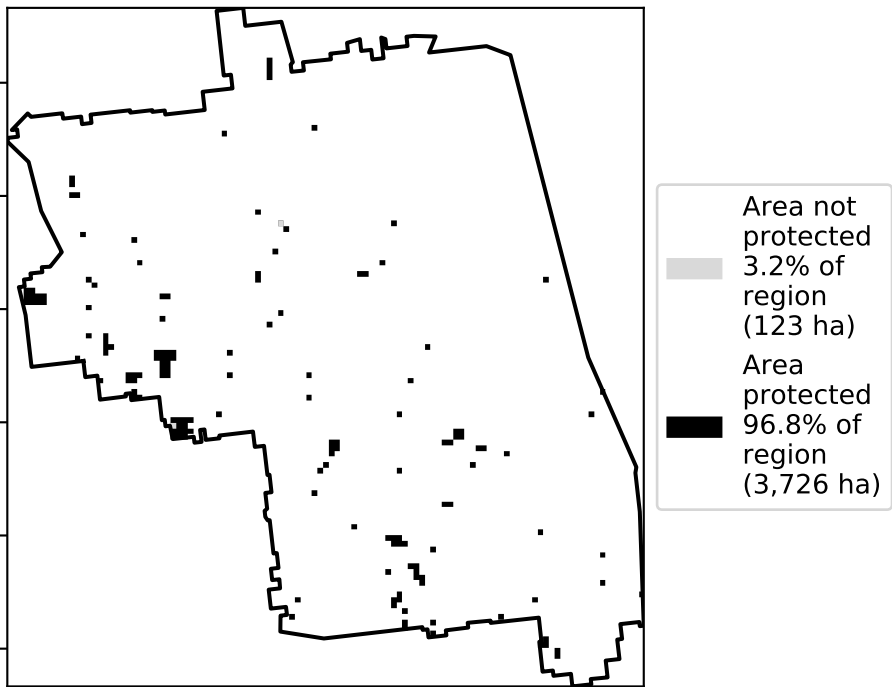 Area not
protected
3.2% of
region
(123 ha)
Area
protected
96.8% of
region
(3,726 ha)